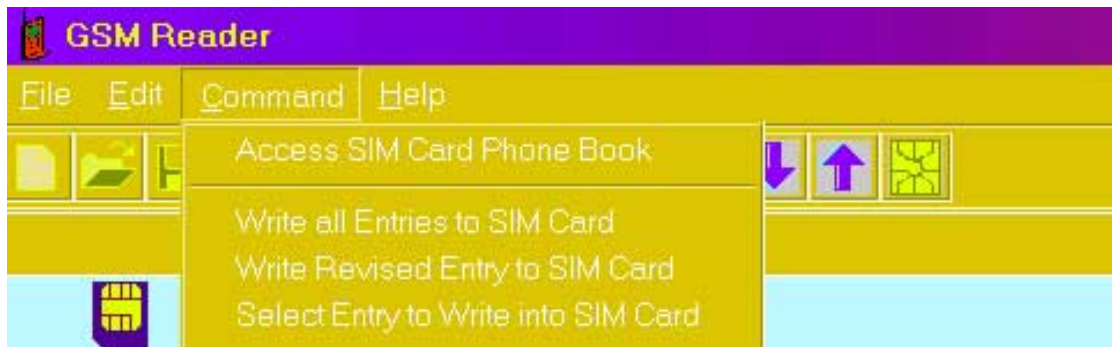 GSM Reader
File Edit Command Help
Access SIM Card Phone Book
Write all Entries to SIM Card
Write Revised Entry to SIM Card
Select Entry to Write into SIM Card